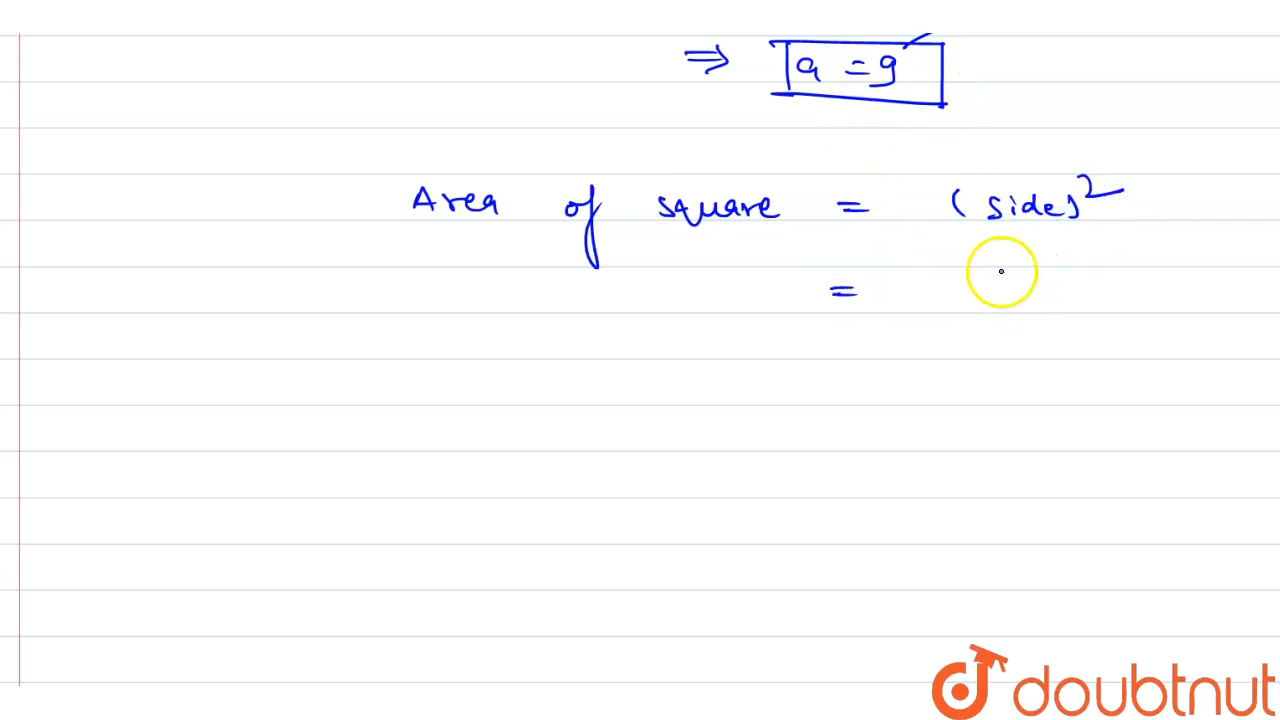 ⇒ a = 9
Area of square = (side)²
=
doubtnut